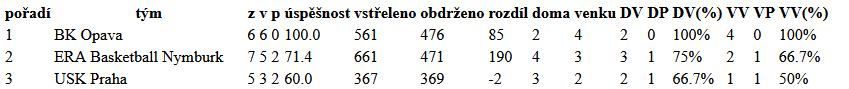 pořadí tým z v p úspěšnost vstřeleno obdrženo rozdíl doma venku DV DP DV(%) VV VP VV(%)
1 BK Opava 6 6 0 100.0 561 476 85 2 4 2 0 100% 4 0 100%
2 ERA Basketball Nymburk 7 5 2 71.4 661 471 190 4 3 3 1 75% 2 1 66.7%
3 USK Praha 5 3 2 60.0 367 369 -2 3 2 2 1 66.7% 1 1 50%